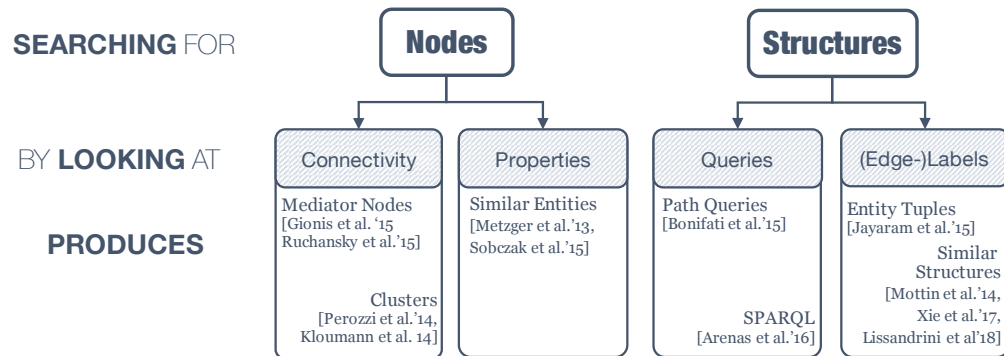 SEARCHING FOR
Nodes
Structures
BY LOOKING AT
Connectivity
Properties
Queries
(Edge-)Labels
PRODUCES
Mediator Nodes
[Gionis et al. ‘15
Ruchansky et al.’15]
Clusters
[Perozzi et al.’14,
Kloumann et al. 14]
Similar Entities
[Metzger et al.’13,
Sobczak et al.’15]
Path Queries
[Bonifati et al.’15]
SPARQL
[Arenas et al.’16]
Entity Tuples
[Jayaram et al.’15]
Similar
Structures
[Mottin et al.’14,
Xie et al.’17,
Lissandrini et al’18]